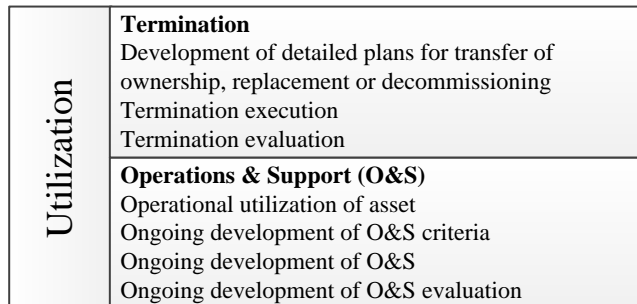 Utilization
Termination
Development of detailed plans for transfer of
ownership, replacement or decommissioning
Termination execution
Termination evaluation
Operations & Support (O&S)
Operational utilization of asset
Ongoing development of O&S criteria
Ongoing development of O&S
Ongoing development of O&S evaluation